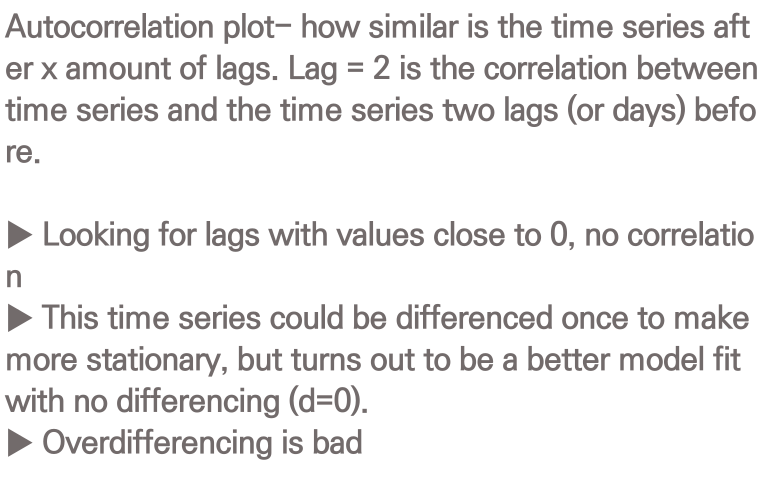 Autocorrelation plot– how similar is the time series aft
er x amount of lags. Lag = 2 is the correlation between
time series and the time series two lags (or days) befo
re.
▶ Looking for lags with values close to 0, no correlatio
n
▶ This time series could be differenced once to make
more stationary, but turns out to be a better model fit
with no differencing (d=0).
▶ Overdifferencing is bad